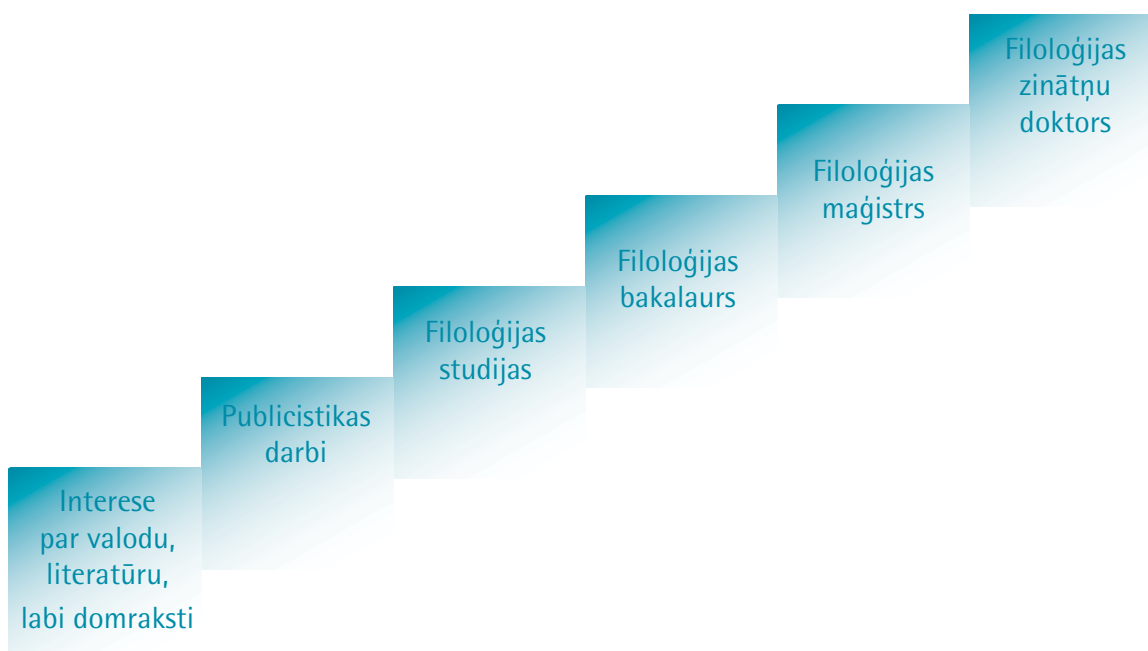 Filoloģijas
zinātņu
doktors
Filoloģijas
maģistrs
Filoloģijas
bakalaurs
Filoloģijas
studijas
Publicistikas
darbi
Interese
par valodu,
literatūru,
labi domraksti